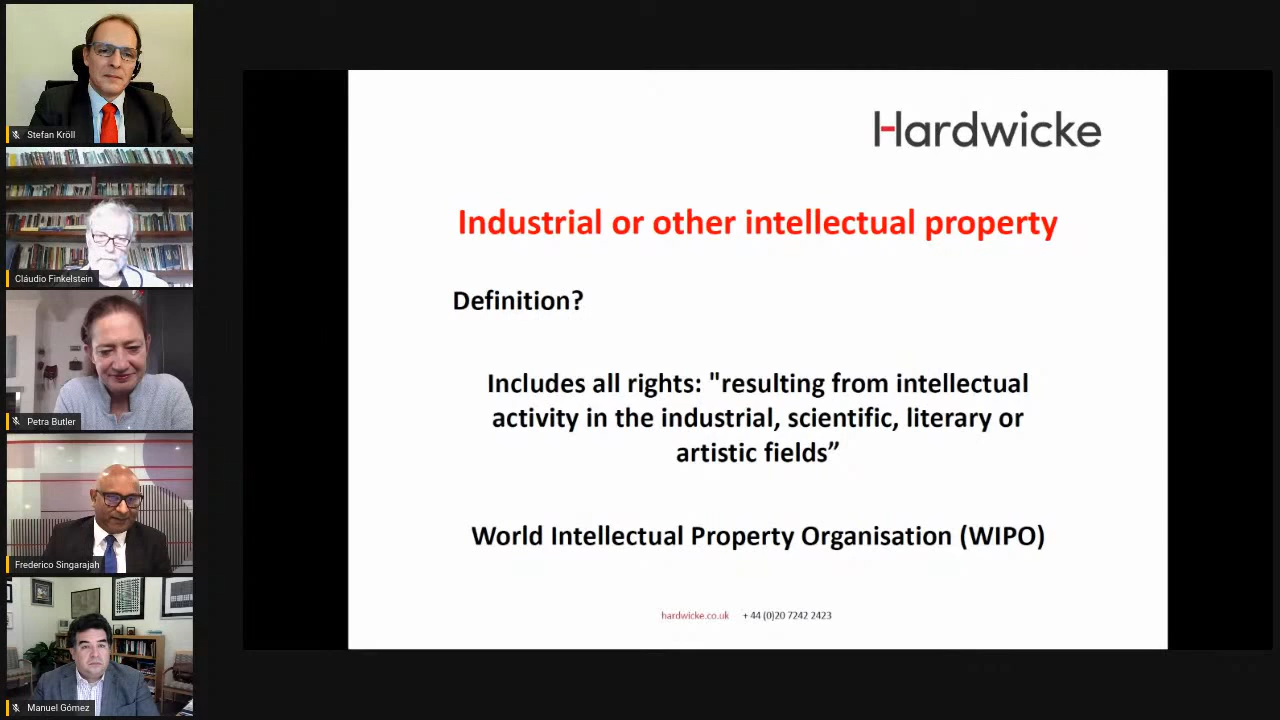 Stefan Kröll
Cláudio Finkelstein
Petra Butler
Frederico Singarajah
Manuel Gómez
Hardwicke
Industrial or other intellectual property
Definition?
Includes all rights: "resulting from intellectual
activity in the industrial, scientific, literary or
artistic fields”
World Intellectual Property Organisation (WIPO)
hardwicke.co.uk + 44 (0)20 7242 2423